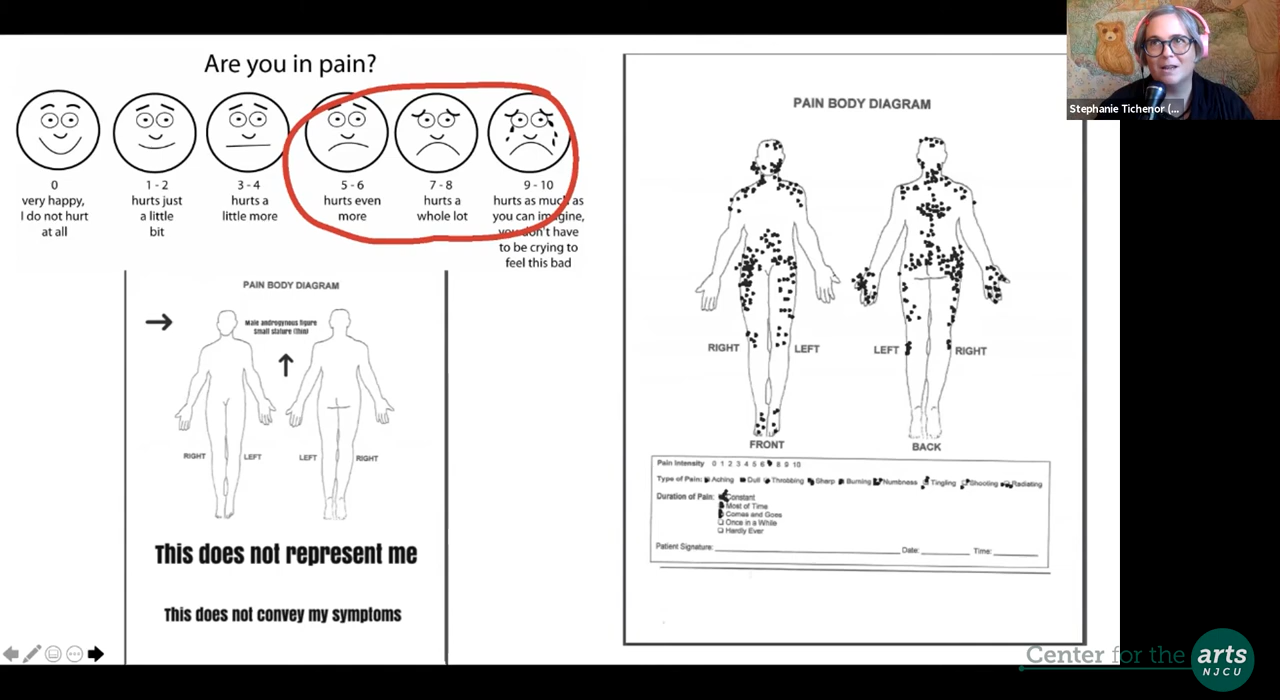 Are you in pain?
0
very happy,
I do not hurt
at all
1 - 2
hurts just
a little
bit
3 - 4
hurts a
little more
5 - 6
hurts even
more
7 - 8
hurts a
whole lot
9 - 10
hurts as much as
you can imagine,
you don't have
to be crying to
feel this bad
PAIN BODY DIAGRAM
Male androgynous figure
Small stature (thin)
RIGHT LEFT LEFT RIGHT
This does not represent me
This does not convey my symptoms
PAIN BODY DIAGRAM
RIGHT LEFT LEFT RIGHT
FRONT BACK
Pain Intensity 0 1 2 3 4 5 6 8 9 10
Type of Pain: Aching Dull Throbbing Sharp Burning Numbness Tingling Shooting Radiating
Duration of Pain: Constant
Most of Time
Comes and Goes
Once in a While
Hardly Ever
Patient Signature: Date: Time:
Stephanie Tichenor (...
Center for the arts
NJCU